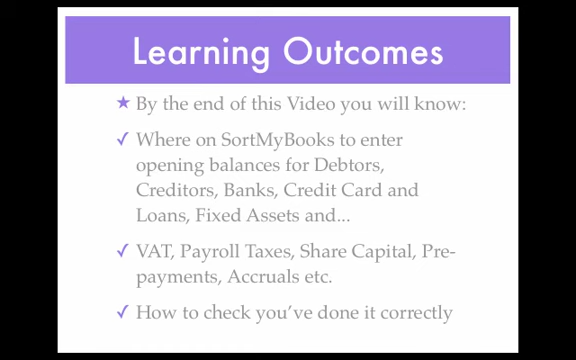 Learning Outcomes
★ By the end of this Video you will know:
✓ Where on SortMyBooks to enter
opening balances for Debtors,
Creditors, Banks, Credit Card and
Loans, Fixed Assets and...
✓ VAT, Payroll Taxes, Share Capital, Pre-
payments, Accruals etc.
✓ How to check you've done it correctly